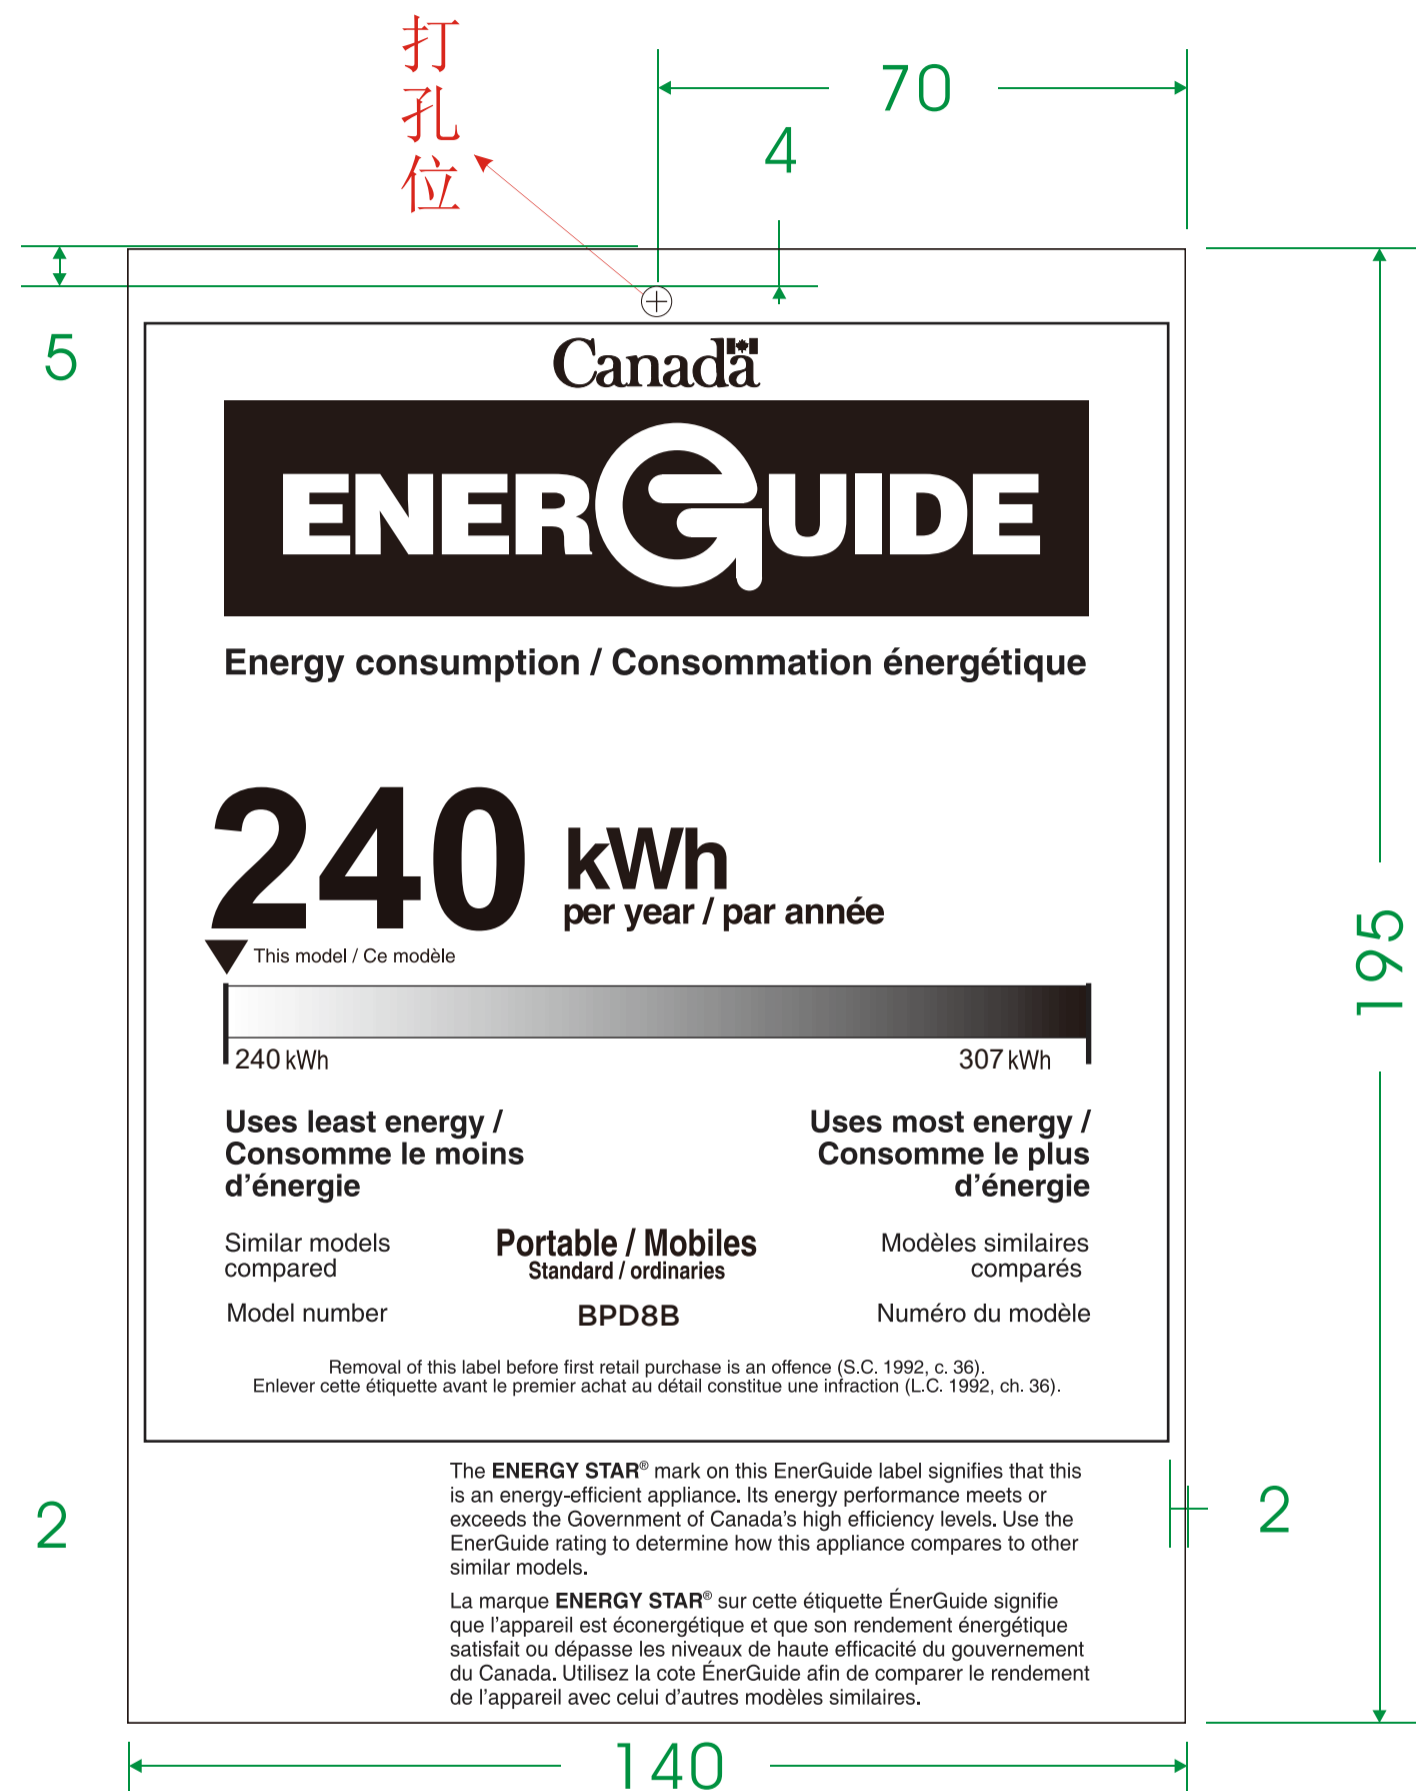 打孔位
70
4
5
Canada
ENERGUIDE
Energy consumption / Consommation énergétique
240 kWh
per year / par année
This model / Ce modèle
240 kWh
307 kWh
195
Uses least energy /
Consomme le moins
d'énergie
Uses most energy /
Consomme le plus
d'énergie
Similar models
compared
Portable / Mobiles
Standard / ordinaries
Modèles similaires
comparés
Model number
BPD8B
Numéro du modèle
Removal of this label before first retail purchase is an offence (S.C. 1992, c. 36).
Enlever cette étiquette avant le premier achat au détail constitue une infraction (L.C. 1992, ch. 36).
The ENERGY STAR® mark on this EnerGuide label signifies that this
is an energy-efficient appliance. Its energy performance meets or
exceeds the Government of Canada's high efficiency levels. Use the
EnerGuide rating to determine how this appliance compares to other
similar models.
2
2
La marque ENERGY STAR® sur cette étiquette ÉnerGuide signifie
que l'appareil est éconergétique et que son rendement énergétique
satisfait ou dépasse les niveaux de haute efficacité du gouvernement
du Canada. Utilisez la cote ÉnerGuide afin de comparer le rendement
de l'appareil avec celui d'autres modèles similaires.
140